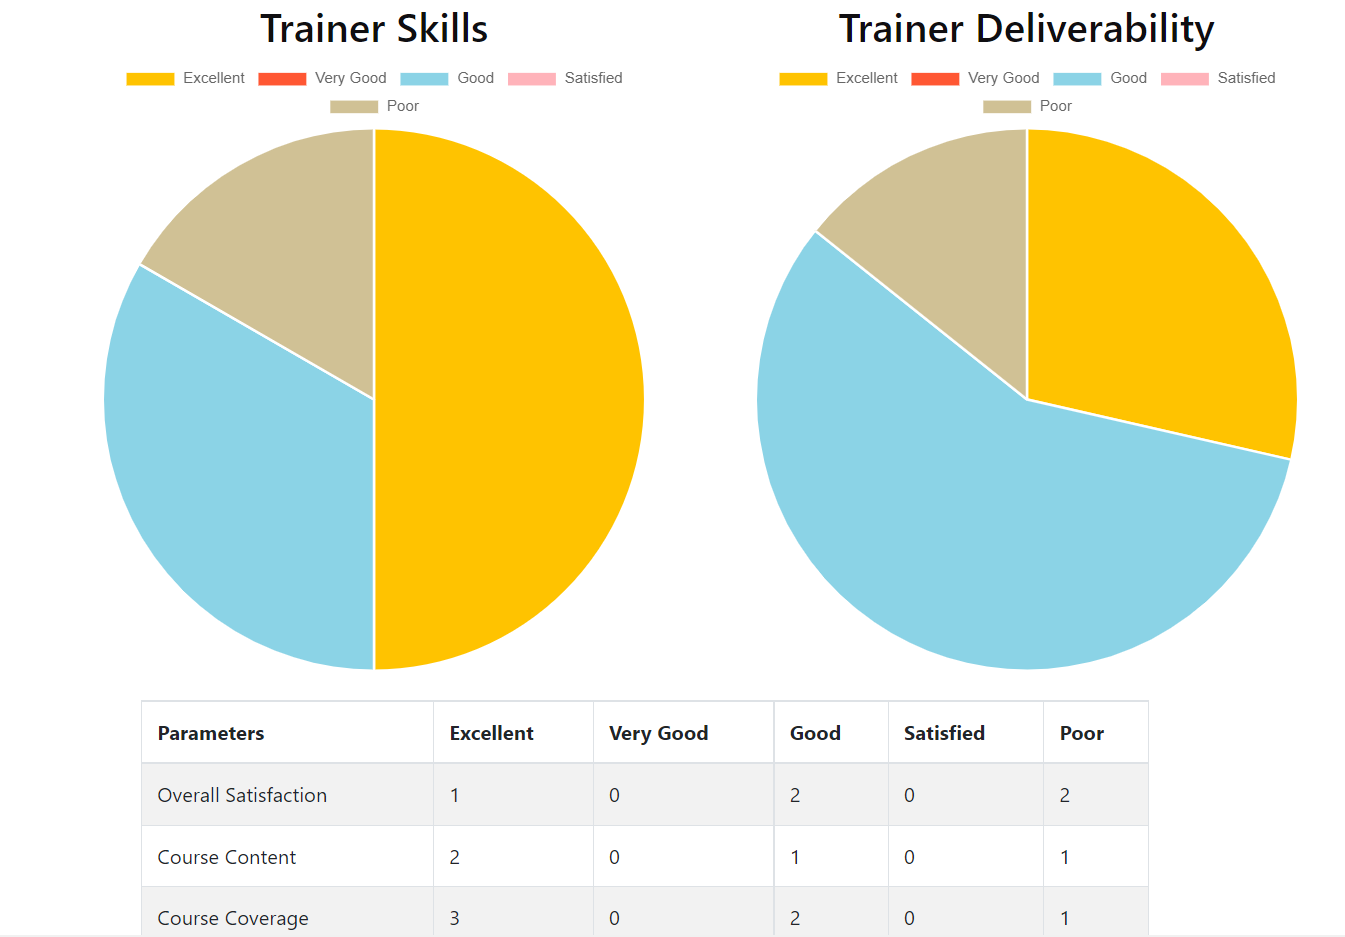 Trainer Skills
Excellent Very Good Good Satisfied
Poor
Trainer Deliverability
Excellent Very Good Good Satisfied
Poor
Parameters Excellent Very Good Good Satisfied Poor
Overall Satisfaction 1 0 2 0 2
Course Content 2 0 1 0 1
Course Coverage 3 0 2 0 1